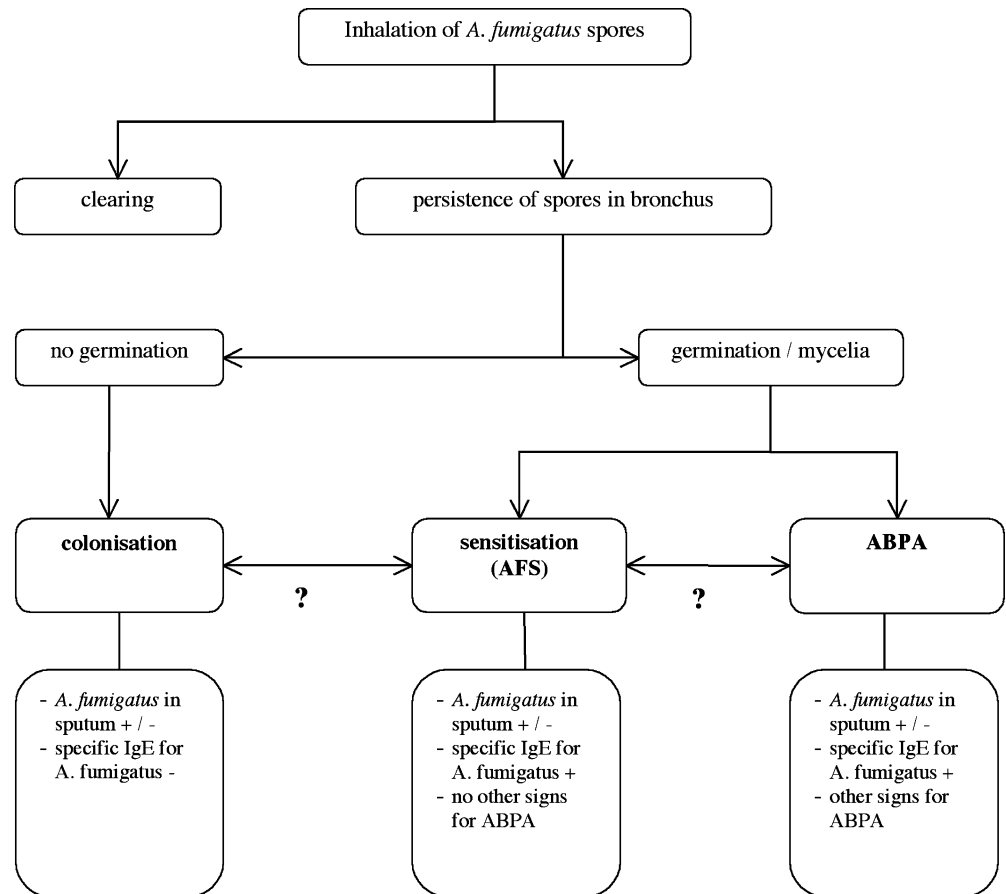 Inhalation of A. fumigatus spores
clearing
persistence of spores in bronchus
no germination
germination / mycelia
colonisation
sensitisation
(AFS)
ABPA
?
?
- A. fumigatus in
sputum + / -
- specific IgE for
A. fumigatus -
- A. fumigatus in
sputum + / -
- specific IgE for
A. fumigatus +
- no other signs
for ABPA
- A. fumigatus in
sputum + / -
- specific IgE for
A. fumigatus +
- other signs for
ABPA